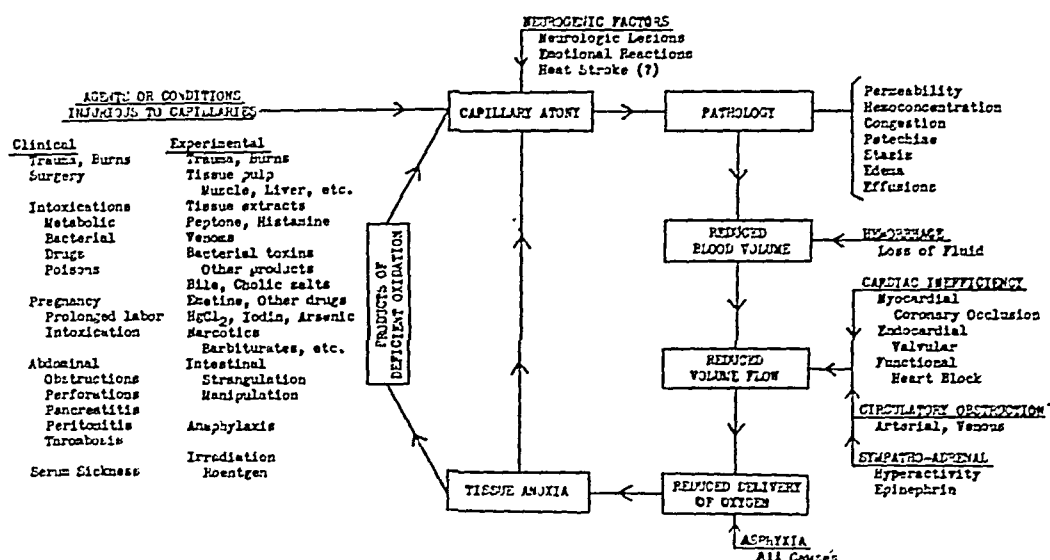 NEUROGENIC FACTORS
Neurologic Lesions
Emotional Reactions
Heat Stroke (?)
AGENTS OR CONDITIONS
INJURIOUS TO CAPILLARIES
CAPILLARY ATONY
PATHOLOGY
Permeability
Hemoconcentration
Congestion
Petechiae
Stasis
Edema
Effusions
Clinical
Trauma, Burns
Surgery
Intoxications
Metabolic
Bacterial
Drugs
Poisons
Pregnancy
Prolonged labor
Intoxication
Abdominal
Obstructions
Perforations
Pancreatitis
Peritonitis
Thrombosis
Serum Sickness
Experimental
Trauma, Burns
Tissue pulp
Muscle, Liver, etc.
Tissue extracts
Peptone, Histamine
Venoms
Bacterial toxins
Other products
Bile, Cholic salts
Emetine, Other drugs
HgCl2, Iodin, Arsenic
Narcotics
Barbiturates, etc.
Intestinal
Strangulation
Manipulation
Anaphylaxis
Irradiation
Roentgen
PRODUCTS OF
DEFICIENT OXIDATION
REDUCED
BLOOD VOLUME
HEMORRHAGE
Loss of Fluid
CARDIAC INEFFICIENCY
Myocardial
Coronary Occlusion
Endocardial
Valvular
Functional
Heart Block
REDUCED
VOLUME FLOW
CIRCULATORY OBSTRUCTION
Arterial, Venous
SYMPATHO-ADRENAL
Hyperactivity
Epinephrin
TISSUE ANOXIA
REDUCED DELIVERY
OF OXYGEN
ASPHYXIA
All Causes